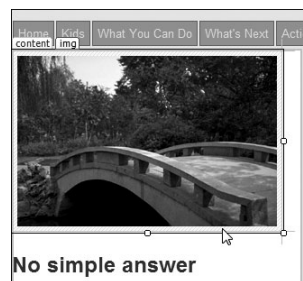 Home Kids What You Can Do What's Next Acti
content img
No simple answer